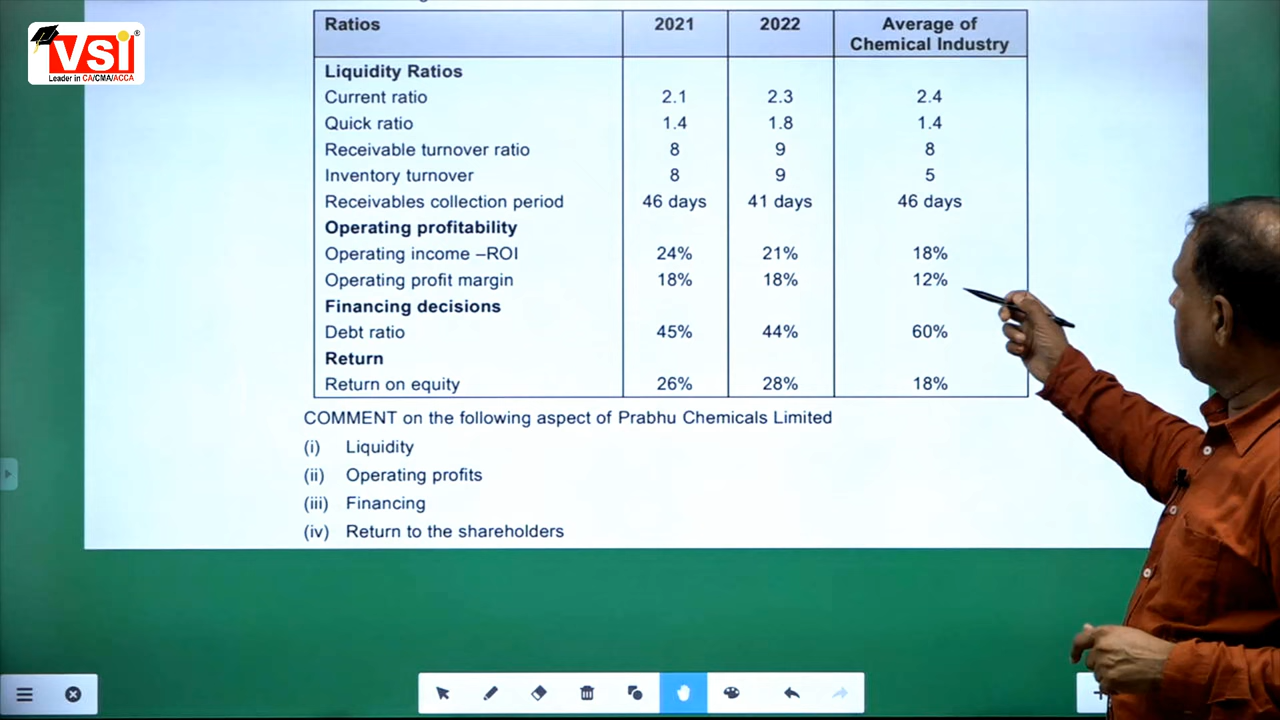 VSI
Leader in CA/CMA/ACCA
Ratios 2021 2022 Average of Chemical Industry
Liquidity Ratios
Current ratio 2.1 2.3 2.4
Quick ratio 1.4 1.8 1.4
Receivable turnover ratio 8 9 8
Inventory turnover 8 9 5
Receivables collection period 46 days 41 days 46 days
Operating profitability
Operating income –ROI 24% 21% 18%
Operating profit margin 18% 18% 12%
Financing decisions
Debt ratio 45% 44% 60%
Return
Return on equity 26% 28% 18%
COMMENT on the following aspect of Prabhu Chemicals Limited
(i) Liquidity
(ii) Operating profits
(iii) Financing
(iv) Return to the shareholders